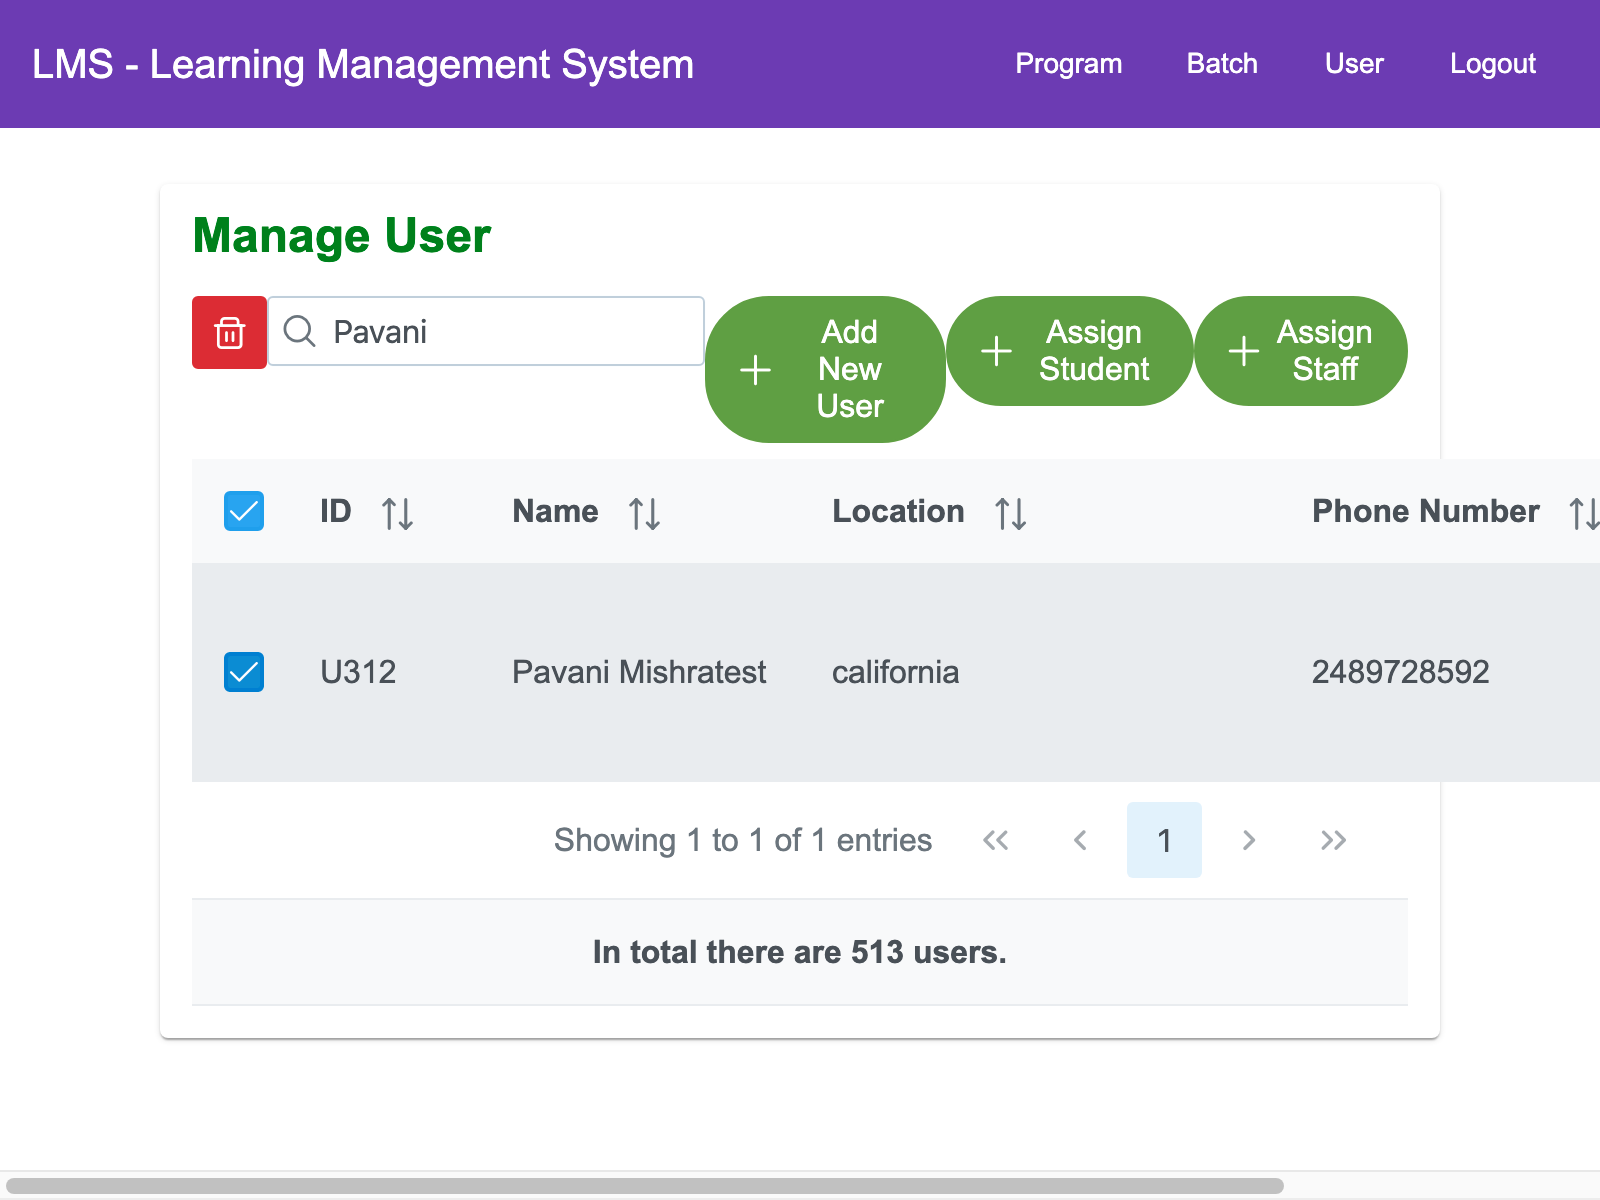 LMS - Learning Management System
Program Batch User Logout
Manage User
Pavani
Add
New
User
Assign
Student
Assign
Staff
ID Name Location Phone Number
U312 Pavani Mishratest california 2489728592
Showing 1 to 1 of 1 entries 1
In total there are 513 users.